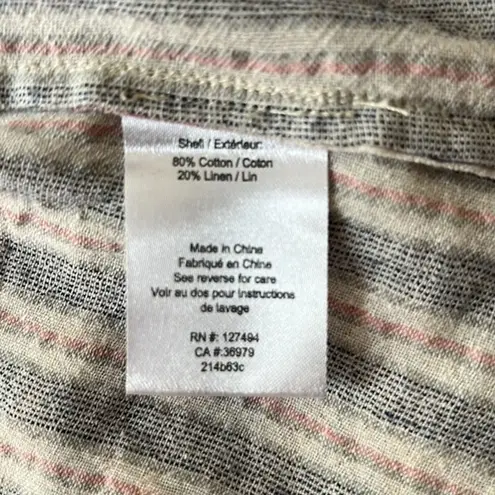 Shell / Extérieur:
80% Cotton / Coton
20% Linen / Lin
Made in China
Fabriqué en Chine
See reverse for care
Voir au dos pour instructions
de lavage
RN #: 127494
CA #:36979
214b63c